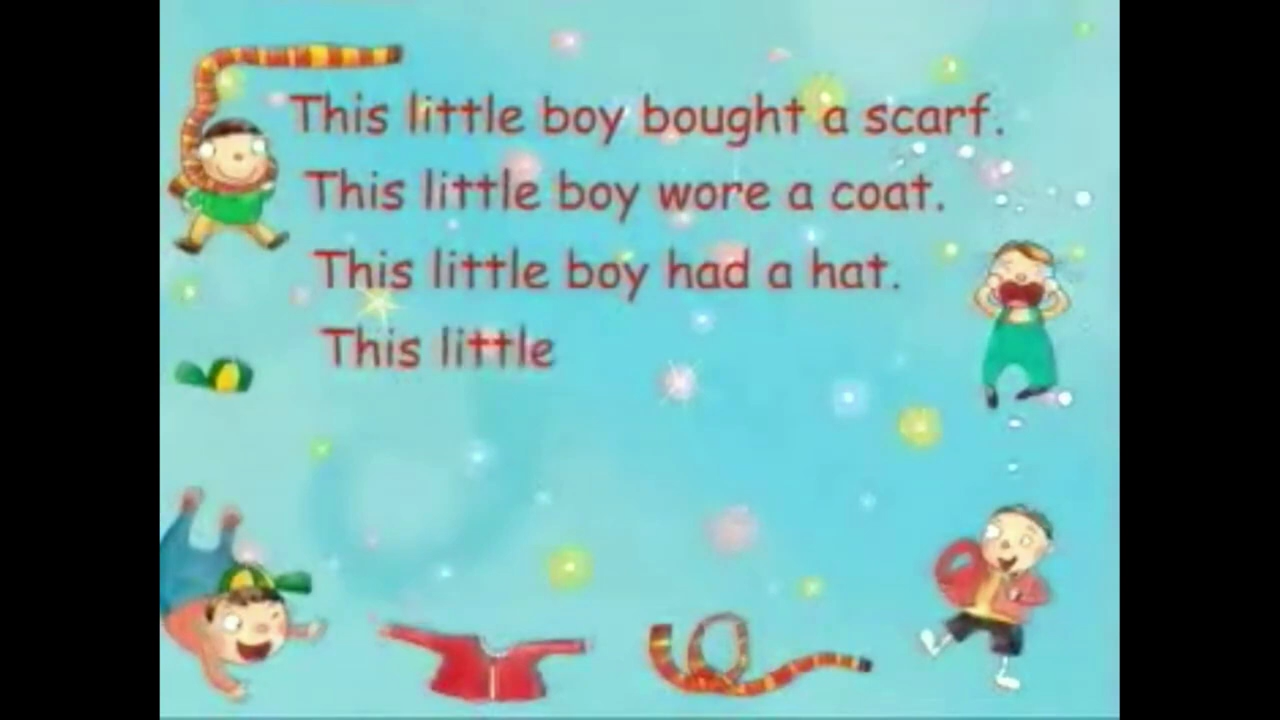 This little boy bought a scarf.
This little boy wore a coat.
This little boy had a hat.
This little